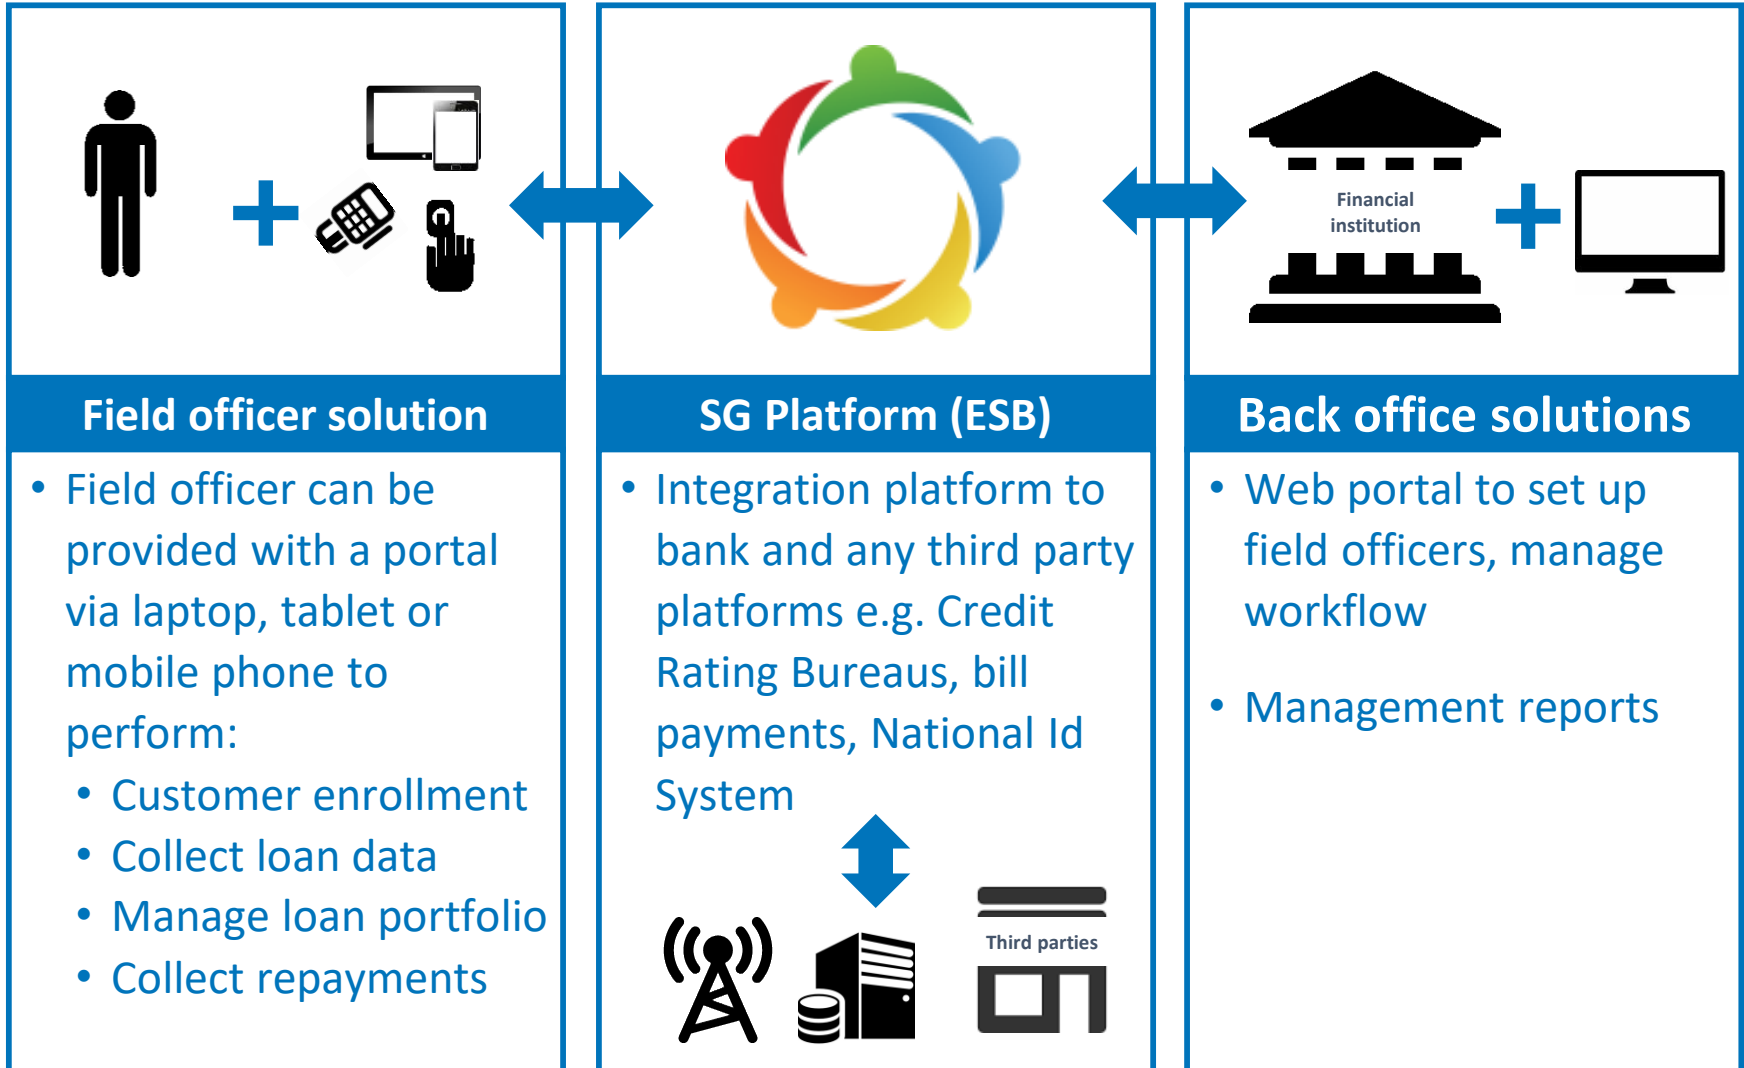 Field officer solution
• Field officer can be
provided with a portal
via laptop, tablet or
mobile phone to
perform:
• Customer enrollment
• Collect loan data
• Manage loan portfolio
• Collect repayments
SG Platform (ESB)
• Integration platform to
bank and any third party
platforms e.g. Credit
Rating Bureaus, bill
payments, National Id
System
Third parties
Financial
institution
Back office solutions
• Web portal to set up
field officers, manage
workflow
• Management reports